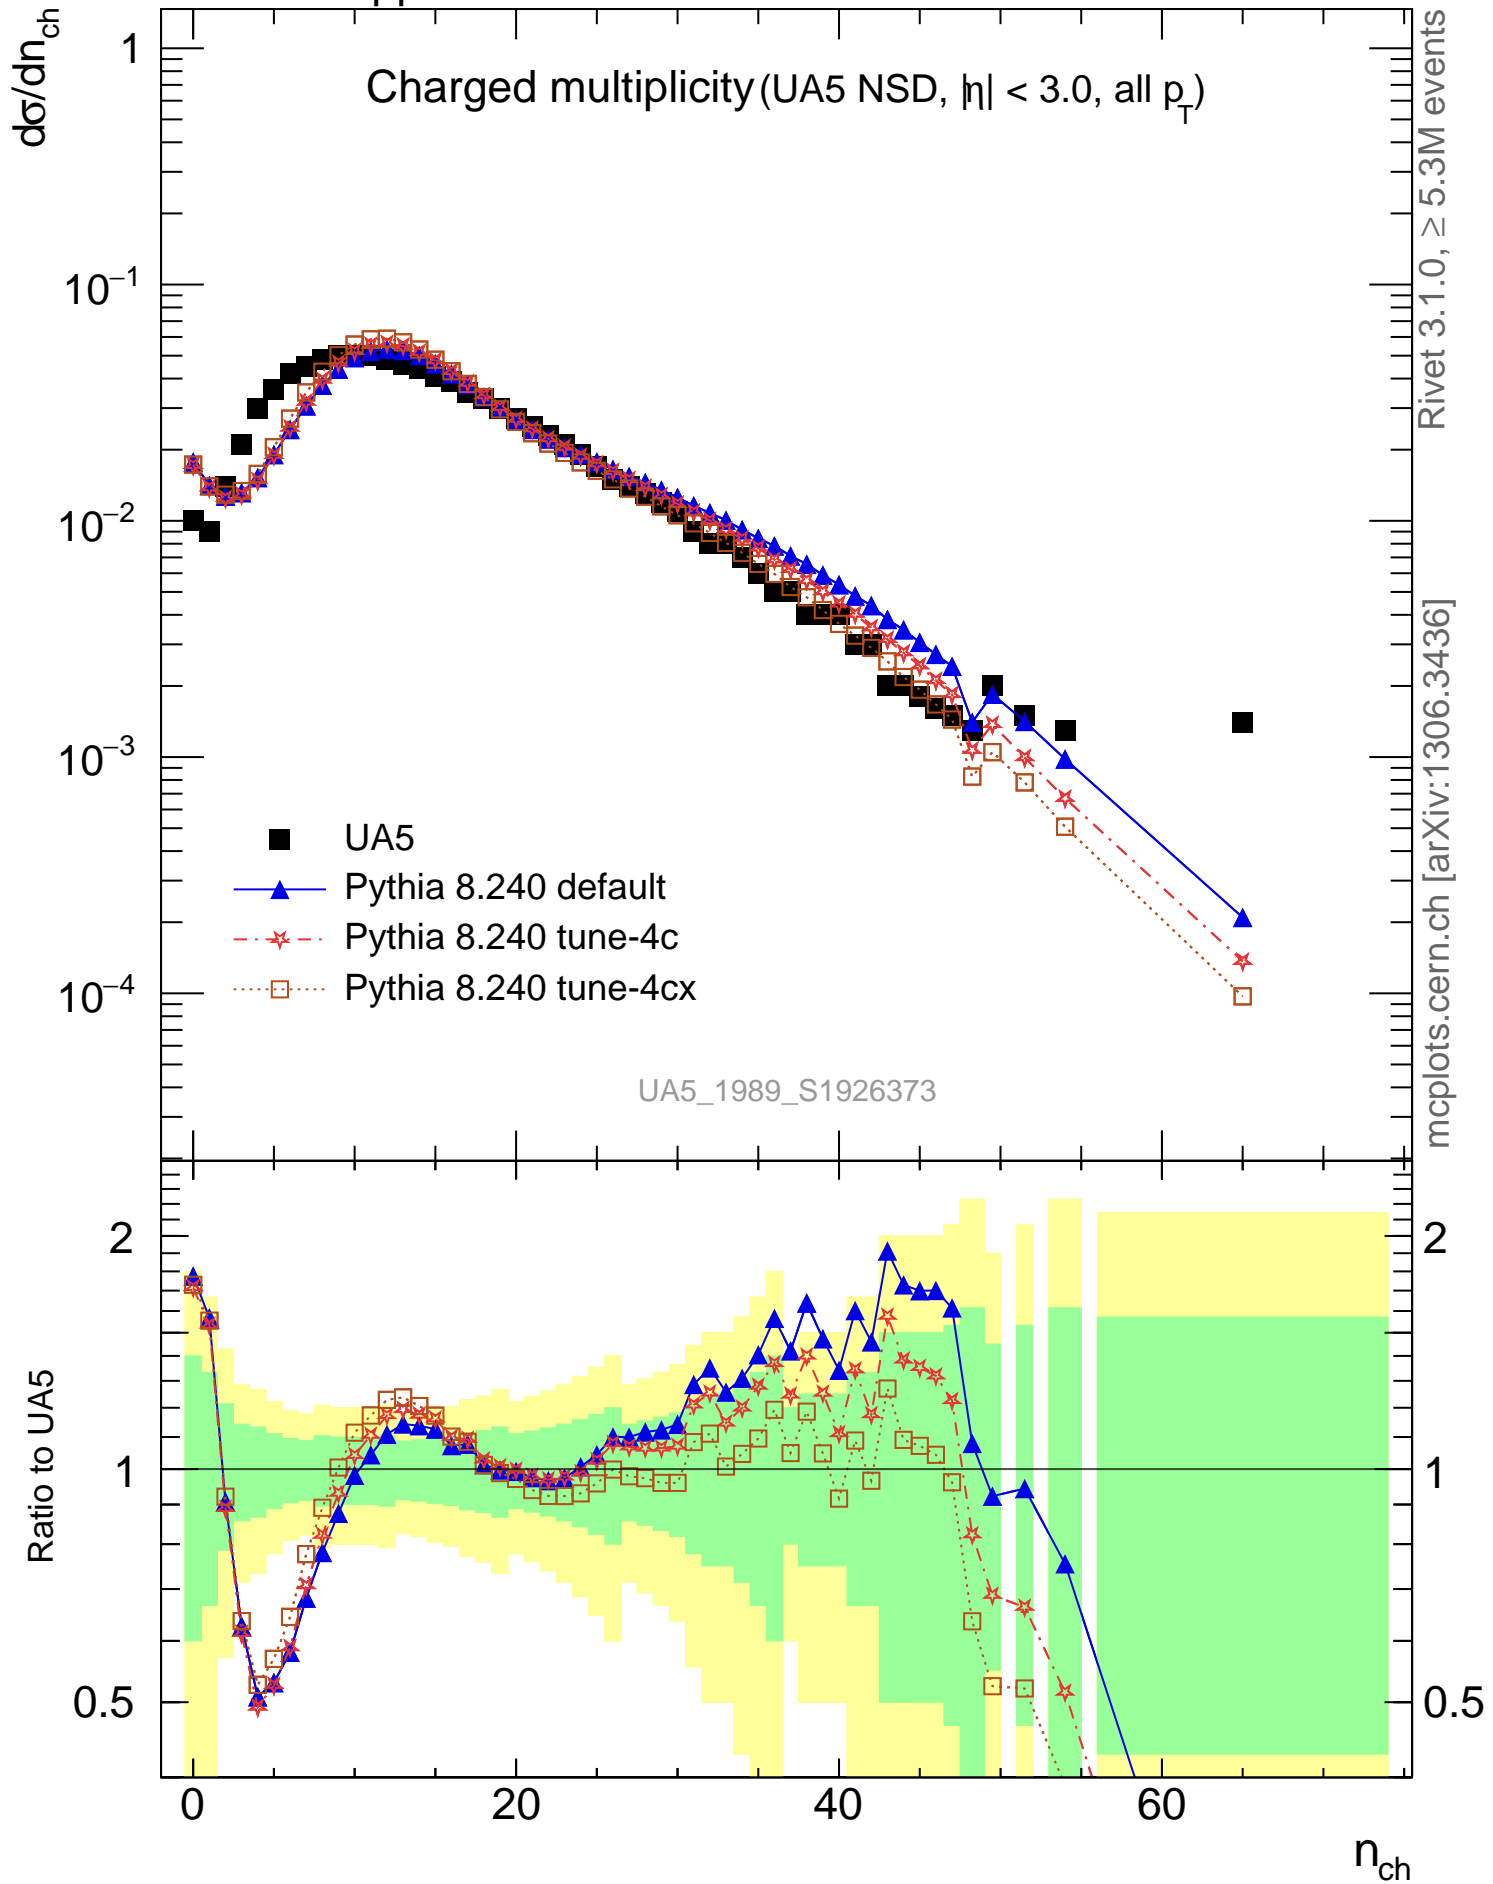 dσ/dn_ch
Charged multiplicity (UA5 NSD, |η| < 3.0, all p_T)
1
10⁻¹
10⁻²
10⁻³
10⁻⁴
UA5
Pythia 8.240 default
Pythia 8.240 tune-4c
Pythia 8.240 tune-4cx
UA5_1989_S1926373
Rivet 3.1.0, ≥ 5.3M events
mcplots.cern.ch [arXiv:1306.3436]
Ratio to UA5
2
1
0.5
2
1
0.5
0 20 40 60
n_ch